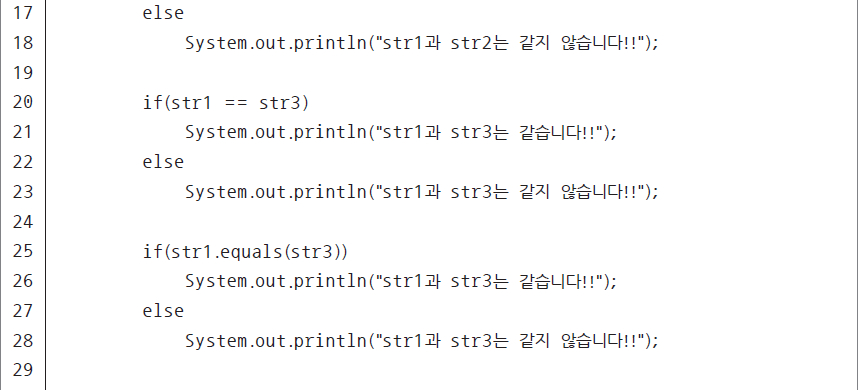 17 else
18 System.out.println("str1과 str2는 같지 않습니다!!");
19
20 if(str1 == str3)
21 System.out.println("str1과 str3는 같습니다!!");
22 else
23 System.out.println("str1과 str3는 같지 않습니다!!");
24
25 if(str1.equals(str3))
26 System.out.println("str1과 str3는 같습니다!!");
27 else
28 System.out.println("str1과 str3는 같지 않습니다!!");
29